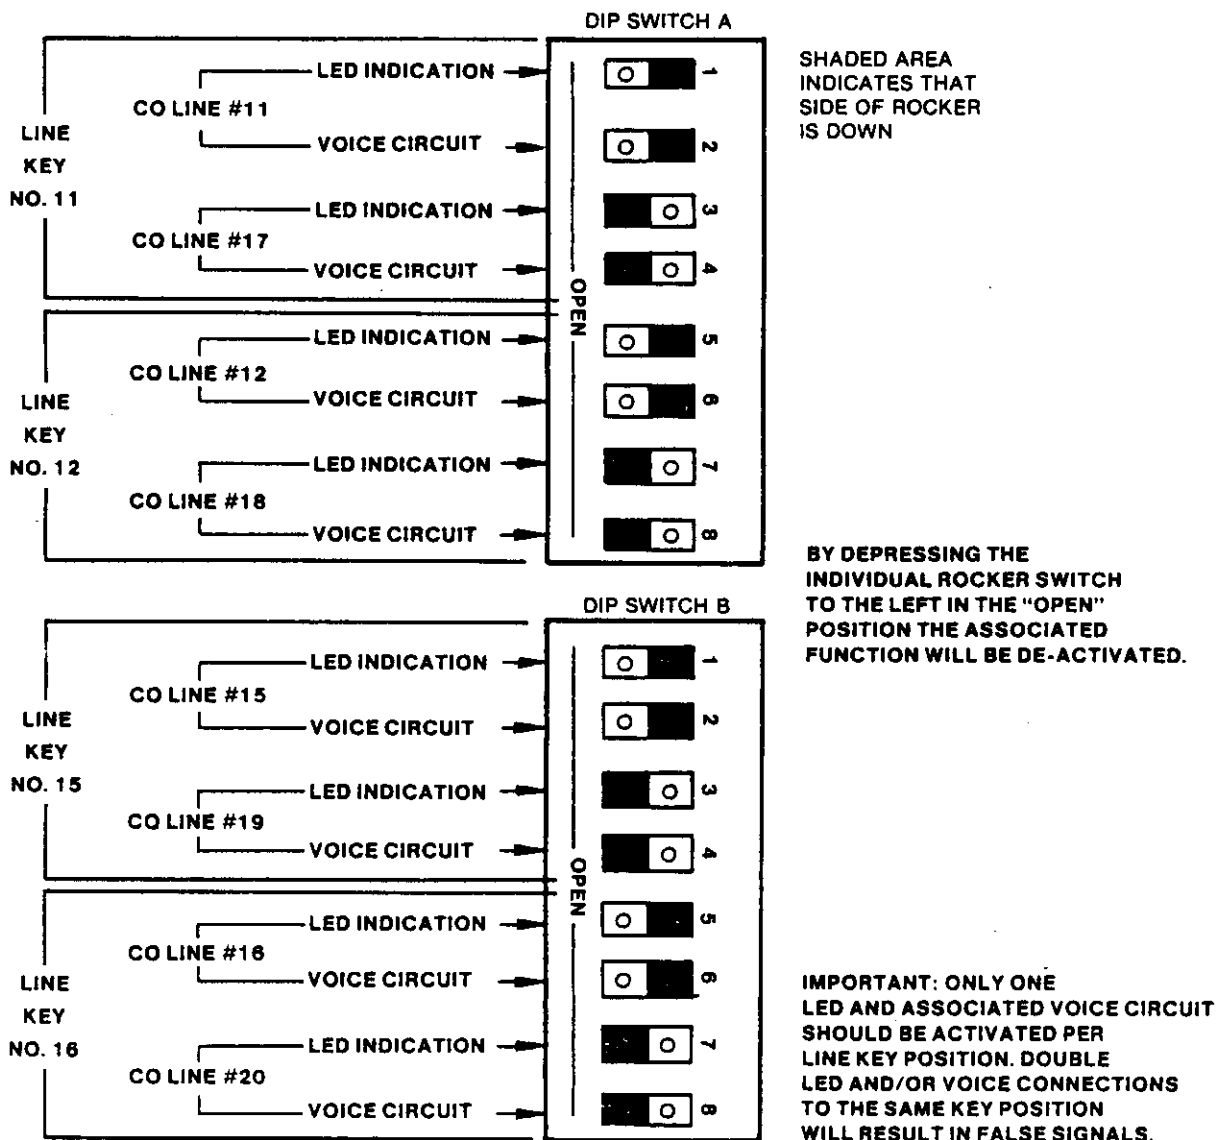 DIP SWITCH A
LED INDICATION
CO LINE #11
VOICE CIRCUIT
LINE
KEY
NO. 11
LED INDICATION
CO LINE #17
VOICE CIRCUIT
LED INDICATION
CO LINE #12
VOICE CIRCUIT
LINE
KEY
NO. 12
LED INDICATION
CO LINE #18
VOICE CIRCUIT
OPEN
1
2
3
4
5
6
7
8
SHADED AREA
INDICATES THAT
SIDE OF ROCKER
IS DOWN
BY DEPRESSING THE
INDIVIDUAL ROCKER SWITCH
TO THE LEFT IN THE “OPEN”
POSITION THE ASSOCIATED
FUNCTION WILL BE DE-ACTIVATED.
DIP SWITCH B
LED INDICATION
CO LINE #15
VOICE CIRCUIT
LINE
KEY
NO. 15
LED INDICATION
CO LINE #19
VOICE CIRCUIT
LED INDICATION
CO LINE #16
VOICE CIRCUIT
LINE
KEY
NO. 16
LED INDICATION
CO LINE #20
VOICE CIRCUIT
OPEN
1
2
3
4
5
6
7
8
IMPORTANT: ONLY ONE
LED AND ASSOCIATED VOICE CIRCUIT
SHOULD BE ACTIVATED PER
LINE KEY POSITION. DOUBLE
LED AND/OR VOICE CONNECTIONS
TO THE SAME KEY POSITION
WILL RESULT IN FALSE SIGNALS.